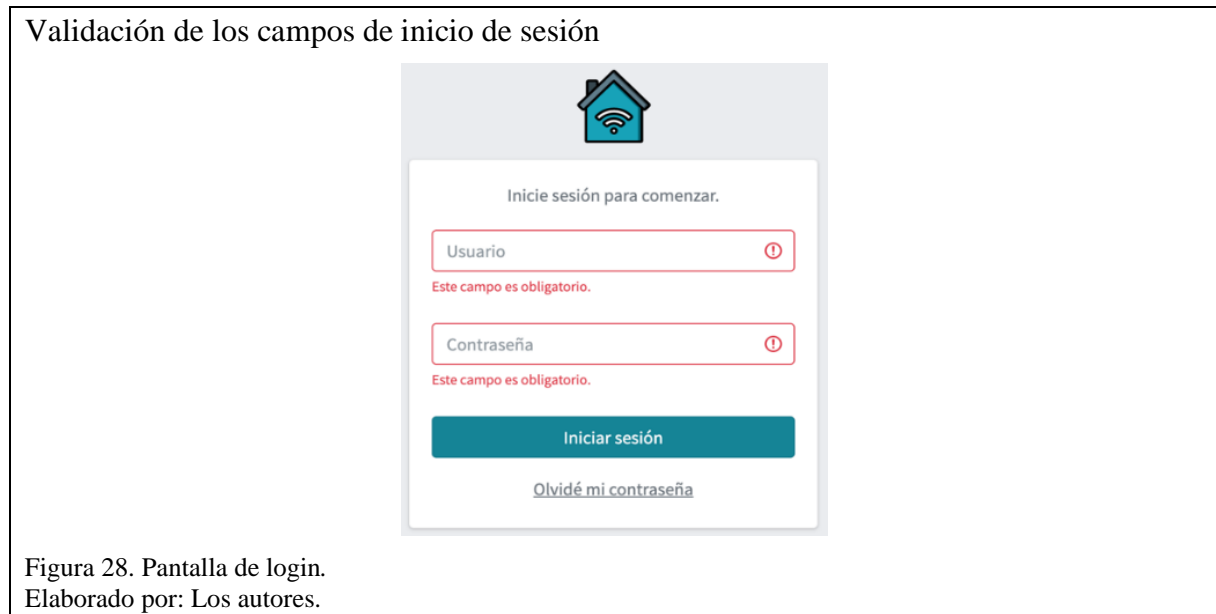 Validación de los campos de inicio de sesión
Inicie sesión para comenzar.
Usuario
Este campo es obligatorio.
Contraseña
Este campo es obligatorio.
Iniciar sesión
Olvidé mi contraseña
Figura 28. Pantalla de login.
Elaborado por: Los autores.